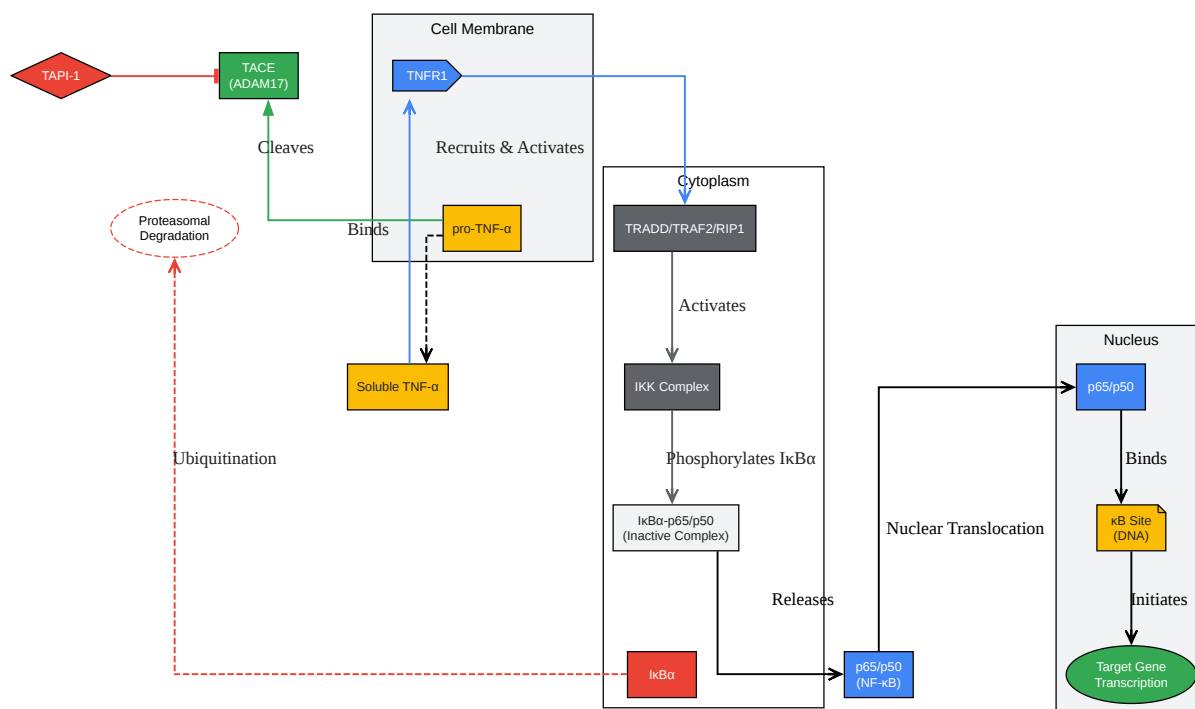 Cell Membrane
TAPI-1
TACE
(ADAM17)
TNFR1
Cleaves
Recruits & Activates
Cytoplasm
Proteasomal
Degradation
Binds
pro-TNF-α
TRADD/TRAF2/RIP1
Activates
Nucleus
Soluble TNF-α
IKK Complex
p65/p50
Ubiquitination
Phosphorylates IκBα
Binds
IκBα-p65/p50
(Inactive Complex)
Nuclear Translocation
κB Site
(DNA)
Releases
Initiates
IκBα
p65/p50
(NF-κB)
Target Gene
Transcription